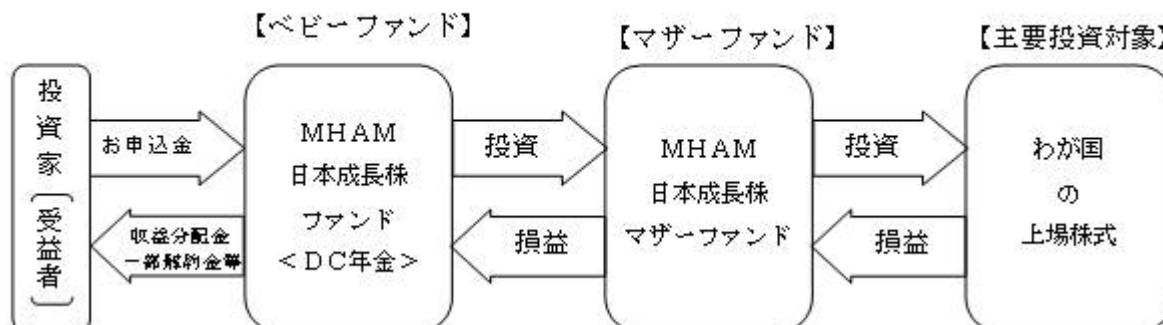 【ベビーファンド】
【マザーファンド】
【主要投資対象】
投資家
(受益者)
お申込金
収益分配金
一部解約金等
MHAM
日本成長株
ファンド
<DC年金>
投資
損益
MHAM
日本成長株
マザーファンド
投資
損益
わが国
の
上場株式